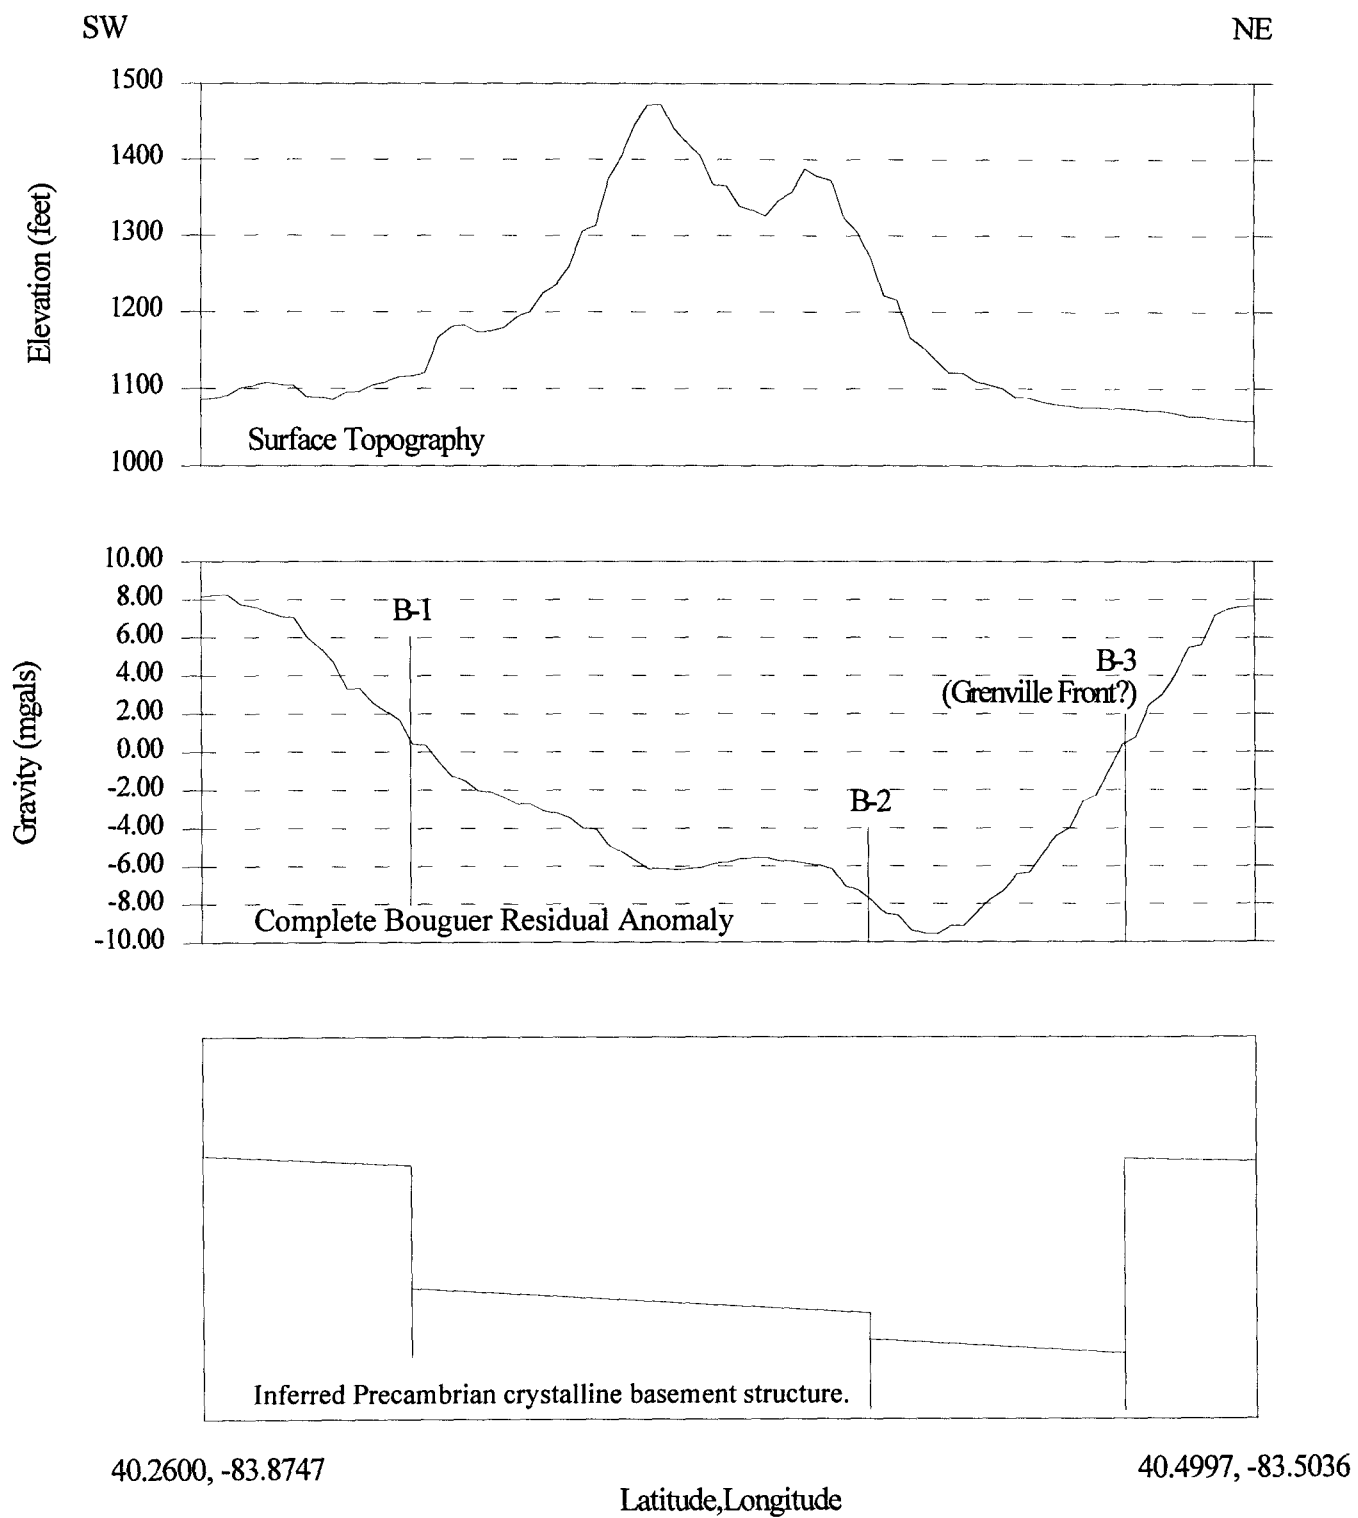 SW
NE
1500
1400
1300
1200
1100
1000
Elevation (feet)
Surface Topography
10.00
8.00
6.00
4.00
2.00
0.00
-2.00
-4.00
-6.00
-8.00
-10.00
Gravity (mgals)
B-1
B-2
B-3
(Grenville Front?)
Complete Bouguer Residual Anomaly
Inferred Precambrian crystalline basement structure.
40.2600, -83.8747
40.4997, -83.5036
Latitude,Longitude